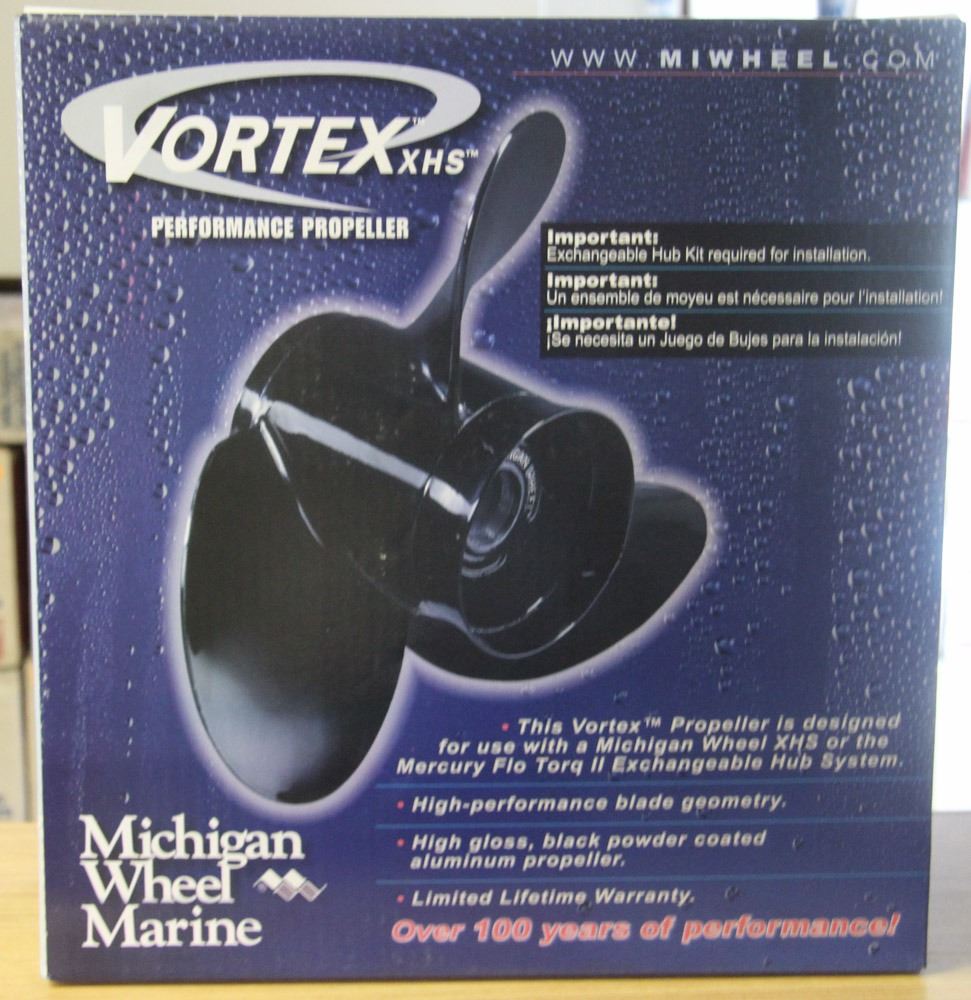 WWW.MIWHEEL.COM
VORTEX™ XHS™
PERFORMANCE PROPELLER
Important:
Exchangeable Hub Kit required for installation.
Important:
Un ensemble de moyeu est nécessaire pour l'installation!
¡Importante!
¡Se necesita un Juego de Bujes para la instalación!
• This Vortex™ Propeller is designed
for use with a Michigan Wheel XHS or the
Mercury Flo Torq II Exchangeable Hub System.
• High-performance blade geometry.
• High gloss, black powder coated
aluminum propeller.
• Limited Lifetime Warranty.
Over 100 years of performance!
Michigan
Wheel
Marine